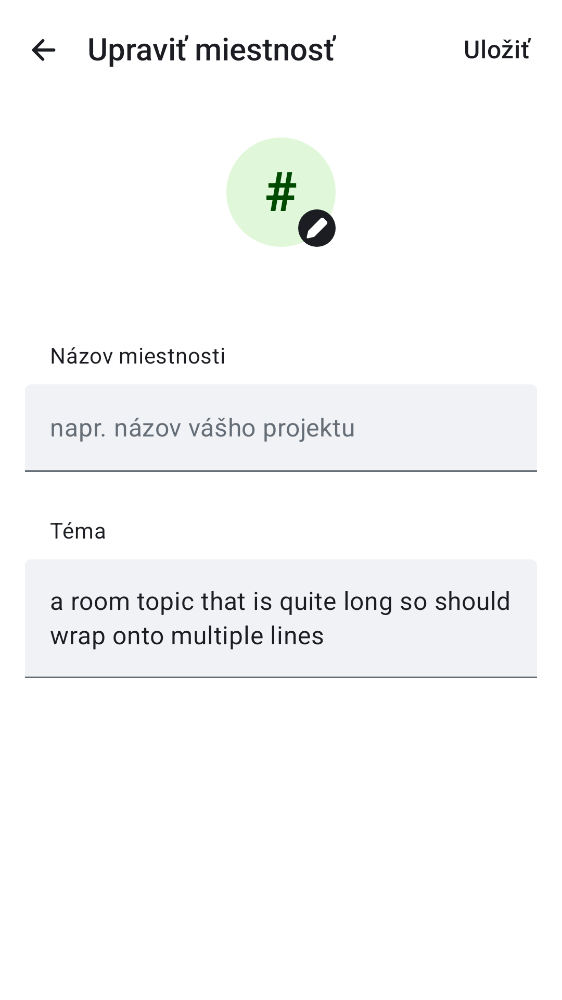 Upraviť miestnosť
Uložiť
#
Názov miestnosti
napr. názov vášho projektu
Téma
a room topic that is quite long so should
wrap onto multiple lines